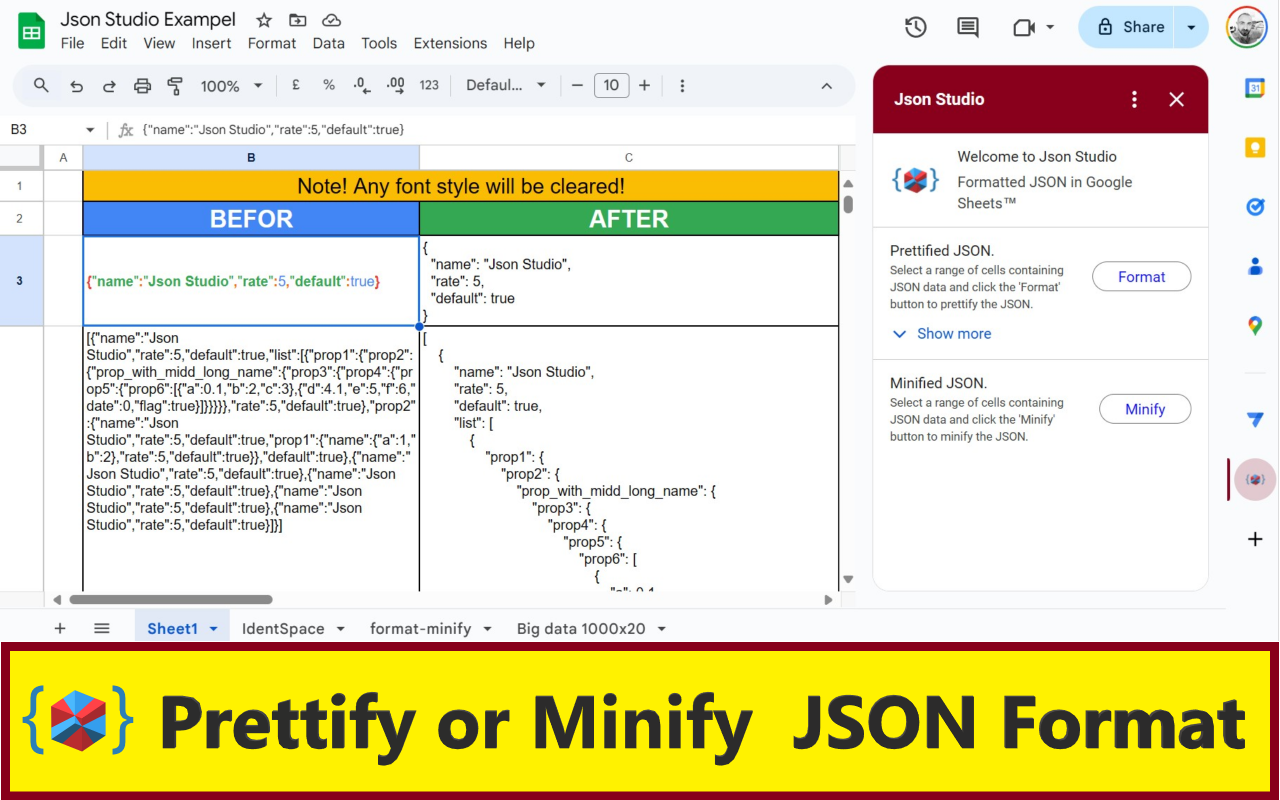 Json Studio Exampel
File Edit View Insert Format Data Tools Extensions Help
Share
100% £ % .0 .00 123 Defaul... − 10 +
B3 fx {"name":"Json Studio","rate":5,"default":true}
A B C
1 Note! Any font style will be cleared!
2 BEFOR AFTER
3
{"name":"Json Studio","rate":5,"default":true}
{
"name": "Json Studio",
"rate": 5,
"default": true
}
[{"name":"Json
Studio","rate":5,"default":true,"list":[{"prop1":{"prop2":
{"prop_with_midd_long_name":{"prop3":{"prop4":{"pr
op5":{"prop6":[{"a":0.1,"b":2,"c":3},{"d":4.1,"e":5,"f":6,"
date":0,"flag":true}]}}}}},"rate":5,"default":true},"prop2"
:{"name":"Json
Studio","rate":5,"default":true,"prop1":{"name":{"a":1,"
b":2},"rate":5,"default":true}},"default":true},{"name":"
Json Studio","rate":5,"default":true},{"name":"Json
Studio","rate":5,"default":true},{"name":"Json
Studio","rate":5,"default":true},{"name":"Json
Studio","rate":5,"default":true}]}]
[
{
"name": "Json Studio",
"rate": 5,
"default": true,
"list": [
{
"prop1": {
"prop2": {
"prop_with_midd_long_name": {
"prop3": {
"prop4": {
"prop5": {
"prop6": [
{
Sheet1 IdentSpace format-minify Big data 1000x20
Json Studio
Welcome to Json Studio
Formatted JSON in Google
Sheets™
Prettified JSON.
Select a range of cells containing
JSON data and click the 'Format'
button to prettify the JSON.
Format
Show more
Minified JSON.
Select a range of cells containing
JSON data and click the 'Minify'
button to minify the JSON.
Minify
31
{ } Prettify or Minify JSON Format